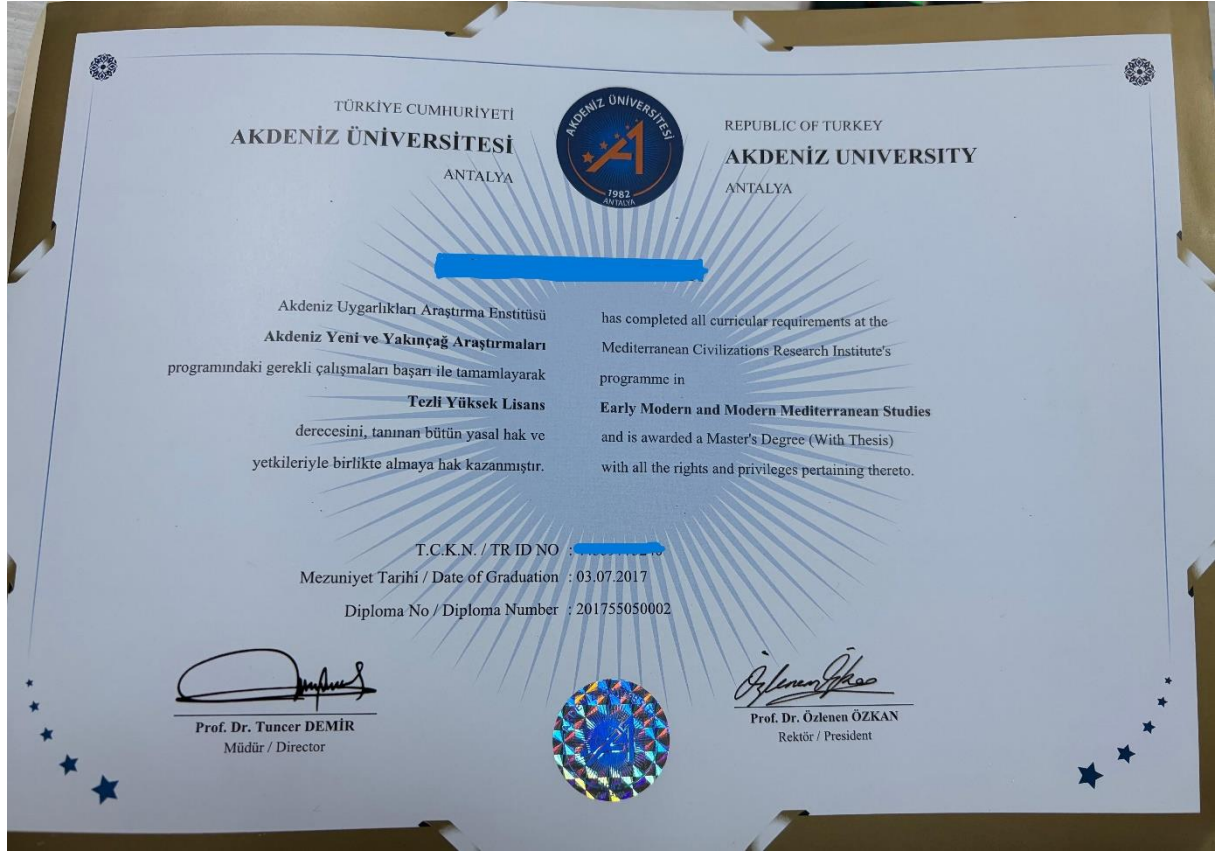 TÜRKİYE CUMHURİYETİ
AKDENİZ ÜNİVERSİTESİ
ANTALYA
AKDENİZ ÜNİVERSİTESİ
1982
ANTALYA
REPUBLIC OF TURKEY
AKDENİZ UNIVERSITY
ANTALYA
Akdeniz Uygarlıkları Araştırma Enstitüsü
Akdeniz Yeni ve Yakınçağ Araştırmaları
programındaki gerekli çalışmaları başarı ile tamamlayarak
Tezli Yüksek Lisans
derecesini, tanınan bütün yasal hak ve
yetkileriyle birlikte almaya hak kazanmıştır.
has completed all curricular requirements at the
Mediterranean Civilizations Research Institute's
programme in
Early Modern and Modern Mediterranean Studies
and is awarded a Master's Degree (With Thesis)
with all the rights and privileges pertaining thereto.
T.C.K.N. / TR ID NO :
Mezuniyet Tarihi / Date of Graduation : 03.07.2017
Diploma No / Diploma Number : 201755050002
Prof. Dr. Tuncer DEMİR
Müdür / Director
Özlenen Özkan
Prof. Dr. Özlenen ÖZKAN
Rektör / President